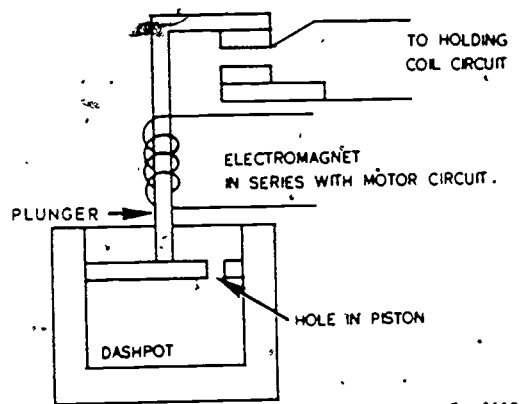 TO HOLDING
COIL CIRCUIT
ELECTROMAGNET
IN SERIES WITH MOTOR CIRCUIT.
PLUNGER
HOLE IN PISTON
DASHPOT